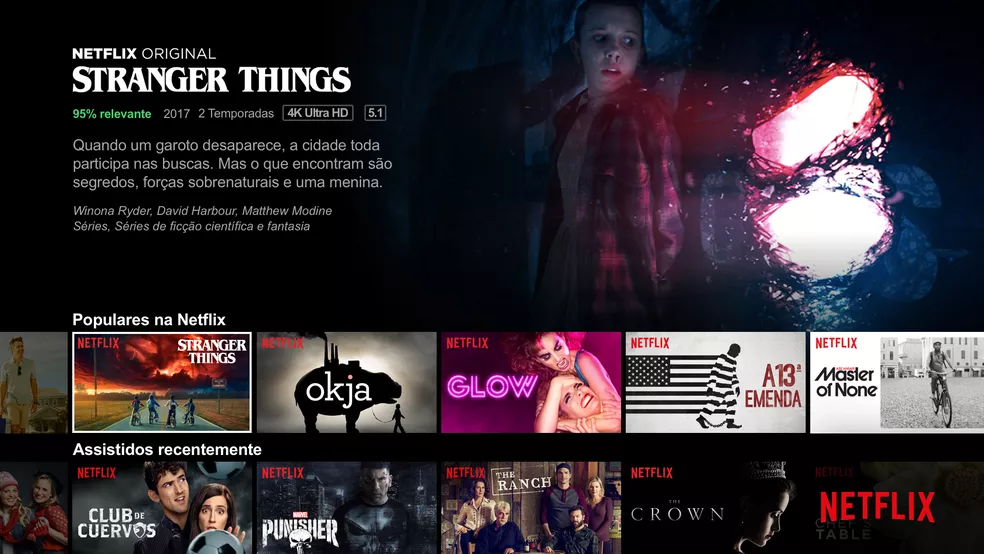 NETFLIX ORIGINAL
STRANGER THINGS
95% relevante 2017 2 Temporadas 4K Ultra HD 5.1
Quando um garoto desaparece, a cidade toda
participa nas buscas. Mas o que encontram são
segredos, forças sobrenaturais e uma menina.
Winona Ryder, David Harbour, Matthew Modine
Séries, Séries de ficção científica e fantasia
Populares na Netflix
NETFLIX
STRANGER
THINGS
NETFLIX
okja
NETFLIX
GLOW
NETFLIX
A 13ª
EMENDA
NETFLIX
Master
of None
Assistidos recentemente
NETFLIX
CLUB DE
CUERVOS
NETFLIX
MARVEL
PUNISHER
NETFLIX
THE
RANCH
NETFLIX
THE
CROWN
NETFLIX
NETFLIX
CHEF'S
TABLE